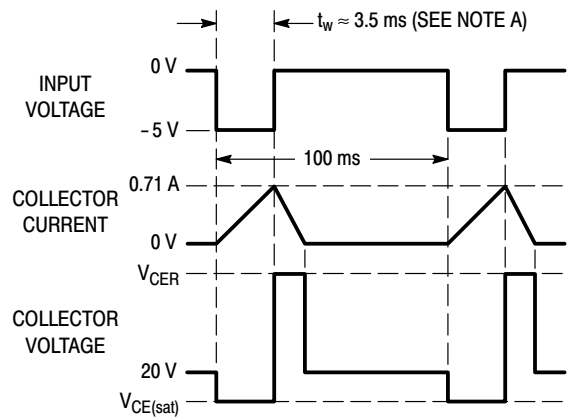 t_w ≈ 3.5 ms (SEE NOTE A)
0 V
INPUT
VOLTAGE
– 5 V
100 ms
0.71 A
COLLECTOR
CURRENT
0 V
V_CER
COLLECTOR
VOLTAGE
20 V
V_CE(sat)